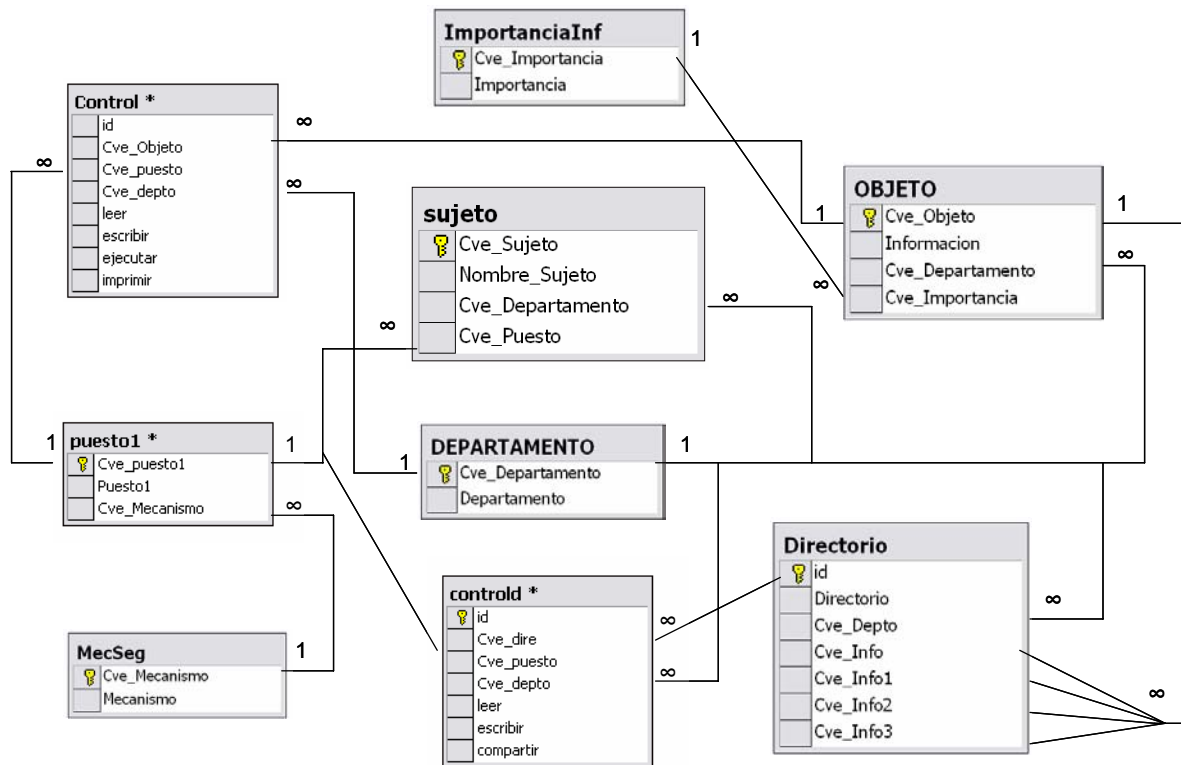 ImportanciaInf
Cve_Importancia
Importancia
1
Control *
id
Cve_Objeto
Cve_puesto
Cve_depto
leer
escribir
ejecutar
imprimir
∞
∞
∞
sujeto
Cve_Sujeto
Nombre_Sujeto
Cve_Departamento
Cve_Puesto
∞
∞
OBJETO
Cve_Objeto
Informacion
Cve_Departamento
Cve_Importancia
1
1
∞
∞
puesto1 *
Cve_puesto1
Puesto1
Cve_Mecanismo
1
1
∞
DEPARTAMENTO
Cve_Departamento
Departamento
1
1
MecSeg
Cve_Mecanismo
Mecanismo
1
controld *
id
Cve_dire
Cve_puesto
Cve_depto
leer
escribir
compartir
∞
∞
Directorio
id
Directorio
Cve_Depto
Cve_Info
Cve_Info1
Cve_Info2
Cve_Info3
∞
∞